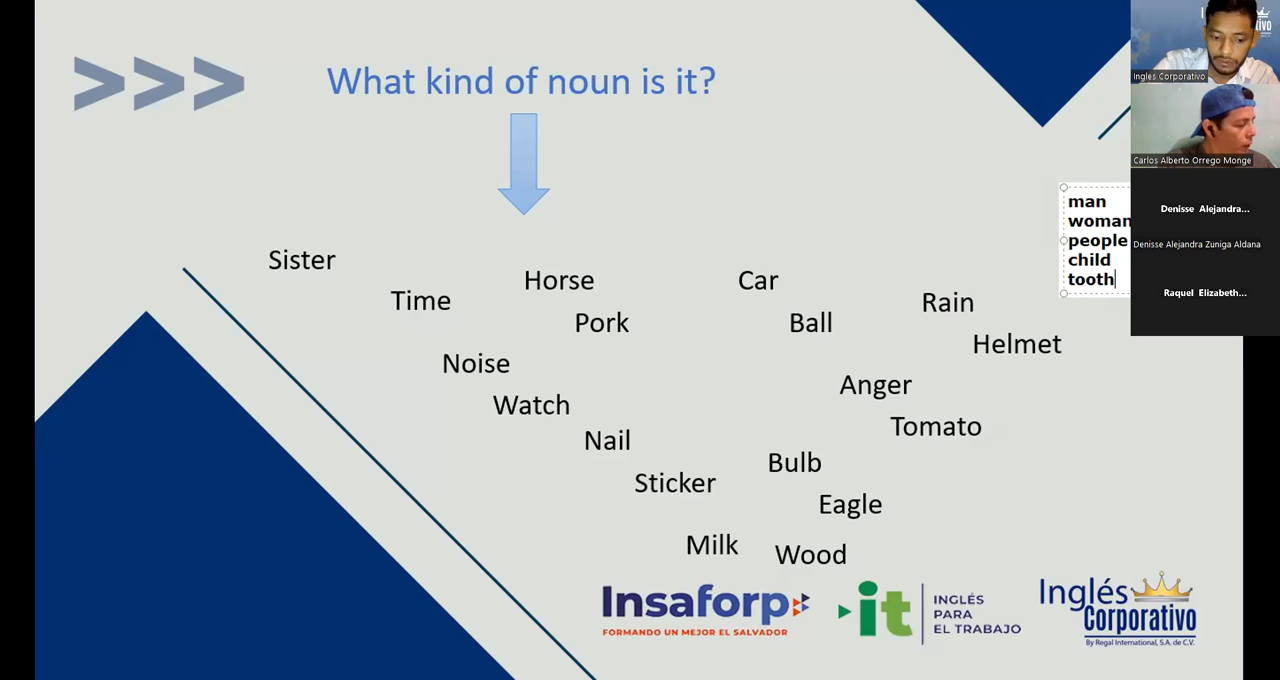 >>> What kind of noun is it?
Sister
Time
Horse
Pork
Car
Ball
Rain
Helmet
Noise
Watch
Anger
Tomato
Nail
Sticker
Bulb
Eagle
Milk
Wood
man
woman
people
child
tooth
Ingles Corporativo
Carlos Alberto Orrego Monge
Denisse Alejandra...
Denisse Alejandra Zuniga Aldana
Raquel Elizabeth...
Insaforp
FORMANDO UN MEJOR EL SALVADOR
it
INGLÉS
PARA
EL TRABAJO
Inglés
Corporativo
By Regal International, S.A. de C.V.